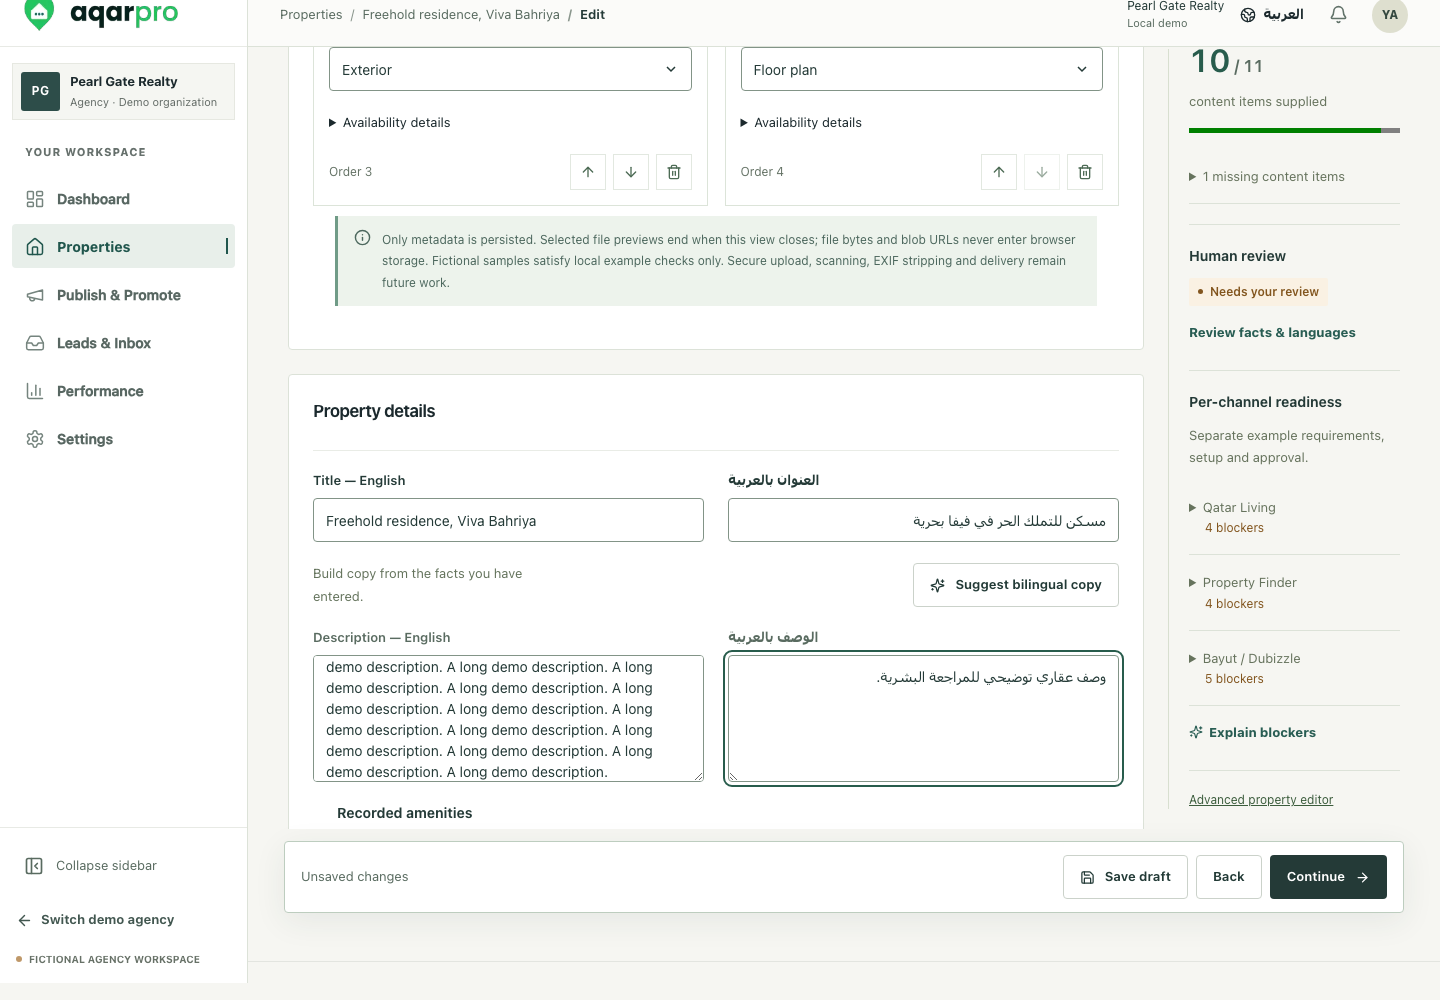 aqarpro
Properties / Freehold residence, Viva Bahriya / Edit
Pearl Gate Realty
Local demo
العربية
YA
PG
Pearl Gate Realty
Agency · Demo organization
YOUR WORKSPACE
Dashboard
Properties
Publish & Promote
Leads & Inbox
Performance
Settings
Collapse sidebar
Switch demo agency
FICTIONAL AGENCY WORKSPACE
Exterior
Floor plan
Availability details
Availability details
Order 3
Order 4
Only metadata is persisted. Selected file previews end when this view closes; file bytes and blob URLs never enter browser
storage. Fictional samples satisfy local example checks only. Secure upload, scanning, EXIF stripping and delivery remain
future work.
Property details
Title — English
العنوان بالعربية
Freehold residence, Viva Bahriya
مسكن للتملك الحر في فيفا بحرية
Build copy from the facts you have
entered.
Suggest bilingual copy
Description — English
الوصف بالعربية
demo description. A long demo description. A long
demo description. A long demo description. A long
demo description. A long demo description. A long
demo description. A long demo description. A long
demo description. A long demo description. A long
demo description. A long demo description.
وصف عقاري توضيحي للمراجعة البشرية.
Recorded amenities
Unsaved changes
Save draft
Back
Continue
10 / 11
content items supplied
1 missing content items
Human review
Needs your review
Review facts & languages
Per-channel readiness
Separate example requirements,
setup and approval.
Qatar Living
4 blockers
Property Finder
4 blockers
Bayut / Dubizzle
5 blockers
Explain blockers
Advanced property editor